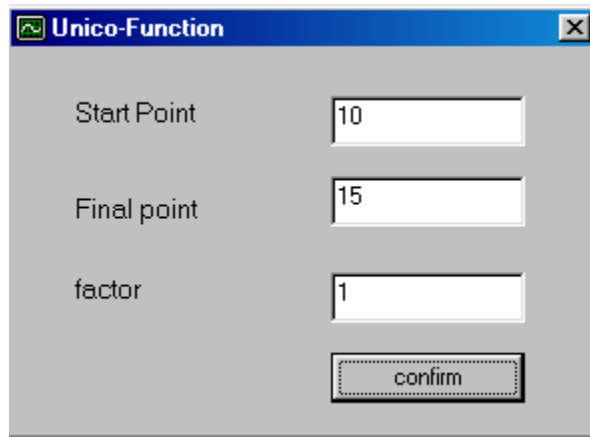 Unico-Function
Start Point 10
Final point 15
factor 1
confirm